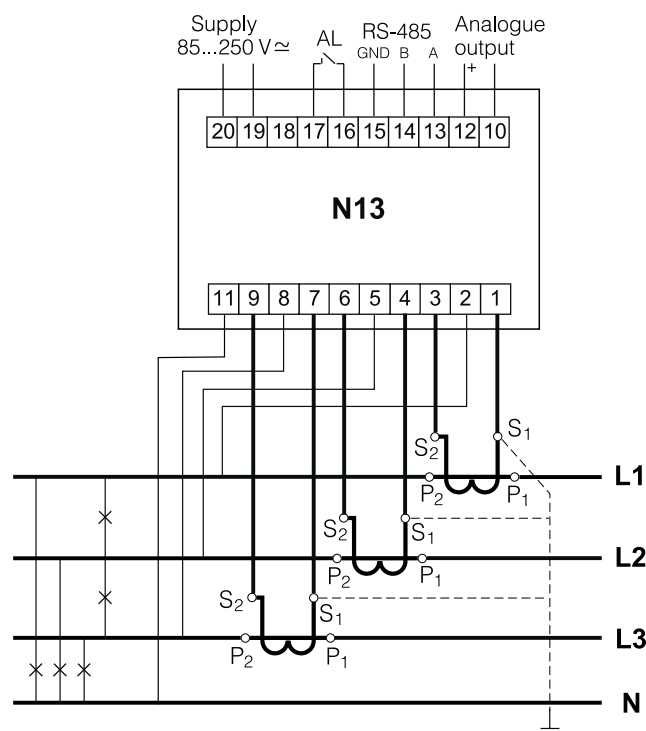 Supply
85...250 V≃
AL
RS-485
GND B A
Analogue
output
+
20 19 18 17 16 15 14 13 12 10
N13
11 9 8 7 6 5 4 3 2 1
S2 S1
L1
P2 P1
S2 S1
L2
P2 P1
S2 S1
L3
P2 P1
N